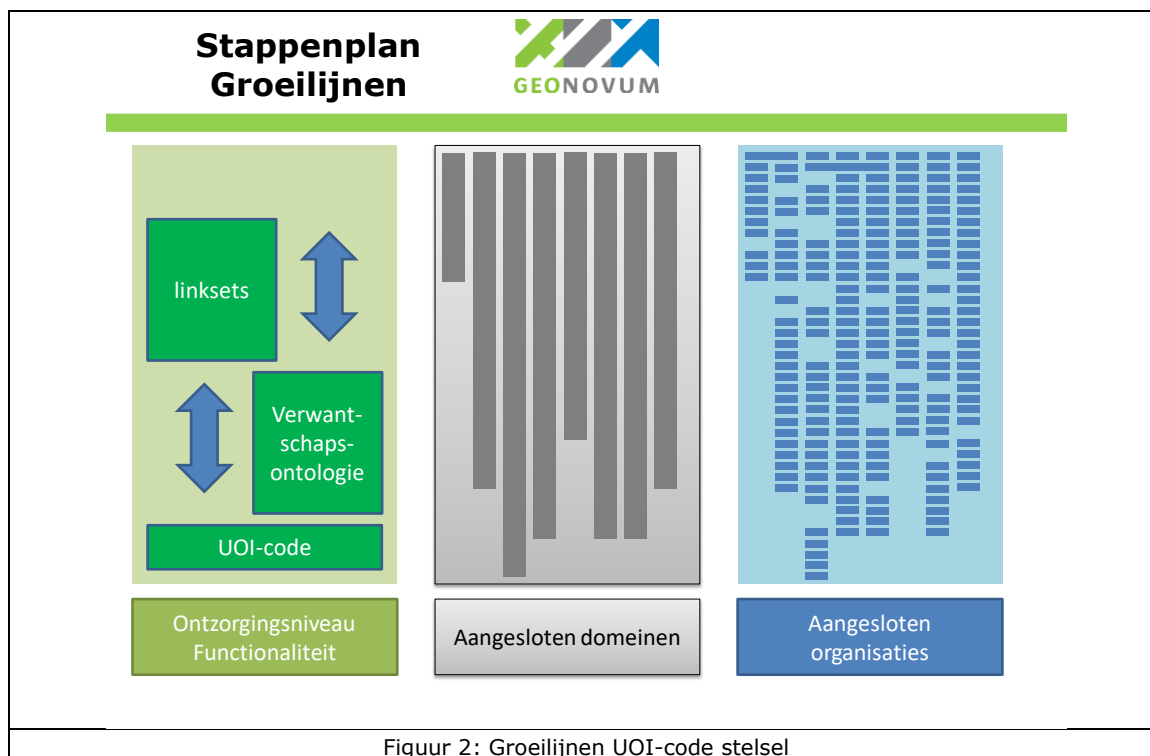 Stappenplan
Groeilijnen
GEONOVUM
linksets
Verwant-
schaps-
ontologie
UOI-code
Ontzorgingsniveau
Functionaliteit
Aangesloten domeinen
Aangesloten
organisaties
Figuur 2: Groeilijnen UOI-code stelsel